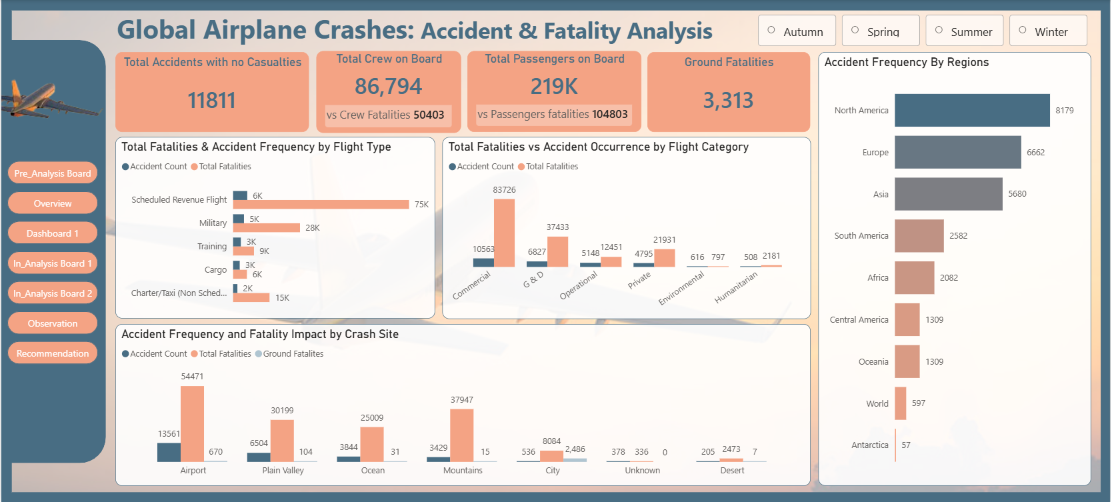 Global Airplane Crashes: Accident & Fatality Analysis
Autumn
Spring
Summer
Winter
Pre_Analysis Board
Overview
Dashboard 1
In_Analysis Board 1
In_Analysis Board 2
Observation
Recommendation
Total Accidents with no Casualties
11811
Total Crew on Board
86,794
vs Crew Fatalities 50403
Total Passengers on Board
219K
vs Passengers fatalities 104803
Ground Fatalities
3,313
Total Fatalities & Accident Frequency by Flight Type
Accident Count Total Fatalities
Scheduled Revenue Flight 6K 75K
Military 5K 28K
Training 3K 9K
Cargo 3K 6K
Charter/Taxi (Non Sched... 2K 15K
Total Fatalities vs Accident Occurrence by Flight Category
Accident Count Total Fatalities
10563 83726 6827 37433 5148 12451 4795 21931 616 797 508 2181
Commercial G & D Operational Private Environmental Humanitarian
Accident Frequency and Fatality Impact by Crash Site
Accident Count Total Fatalities Ground Fatalites
13561 54471 670 6504 30199 104 3844 25009 31 3429 37947 15 536 8084 2,486 378 336 0 205 2473 7
Airport Plain Valley Ocean Mountains City Unknown Desert
Accident Frequency By Regions
North America 8179
Europe 6662
Asia 5680
South America 2582
Africa 2082
Central America 1309
Oceania 1309
World 597
Antarctica 57